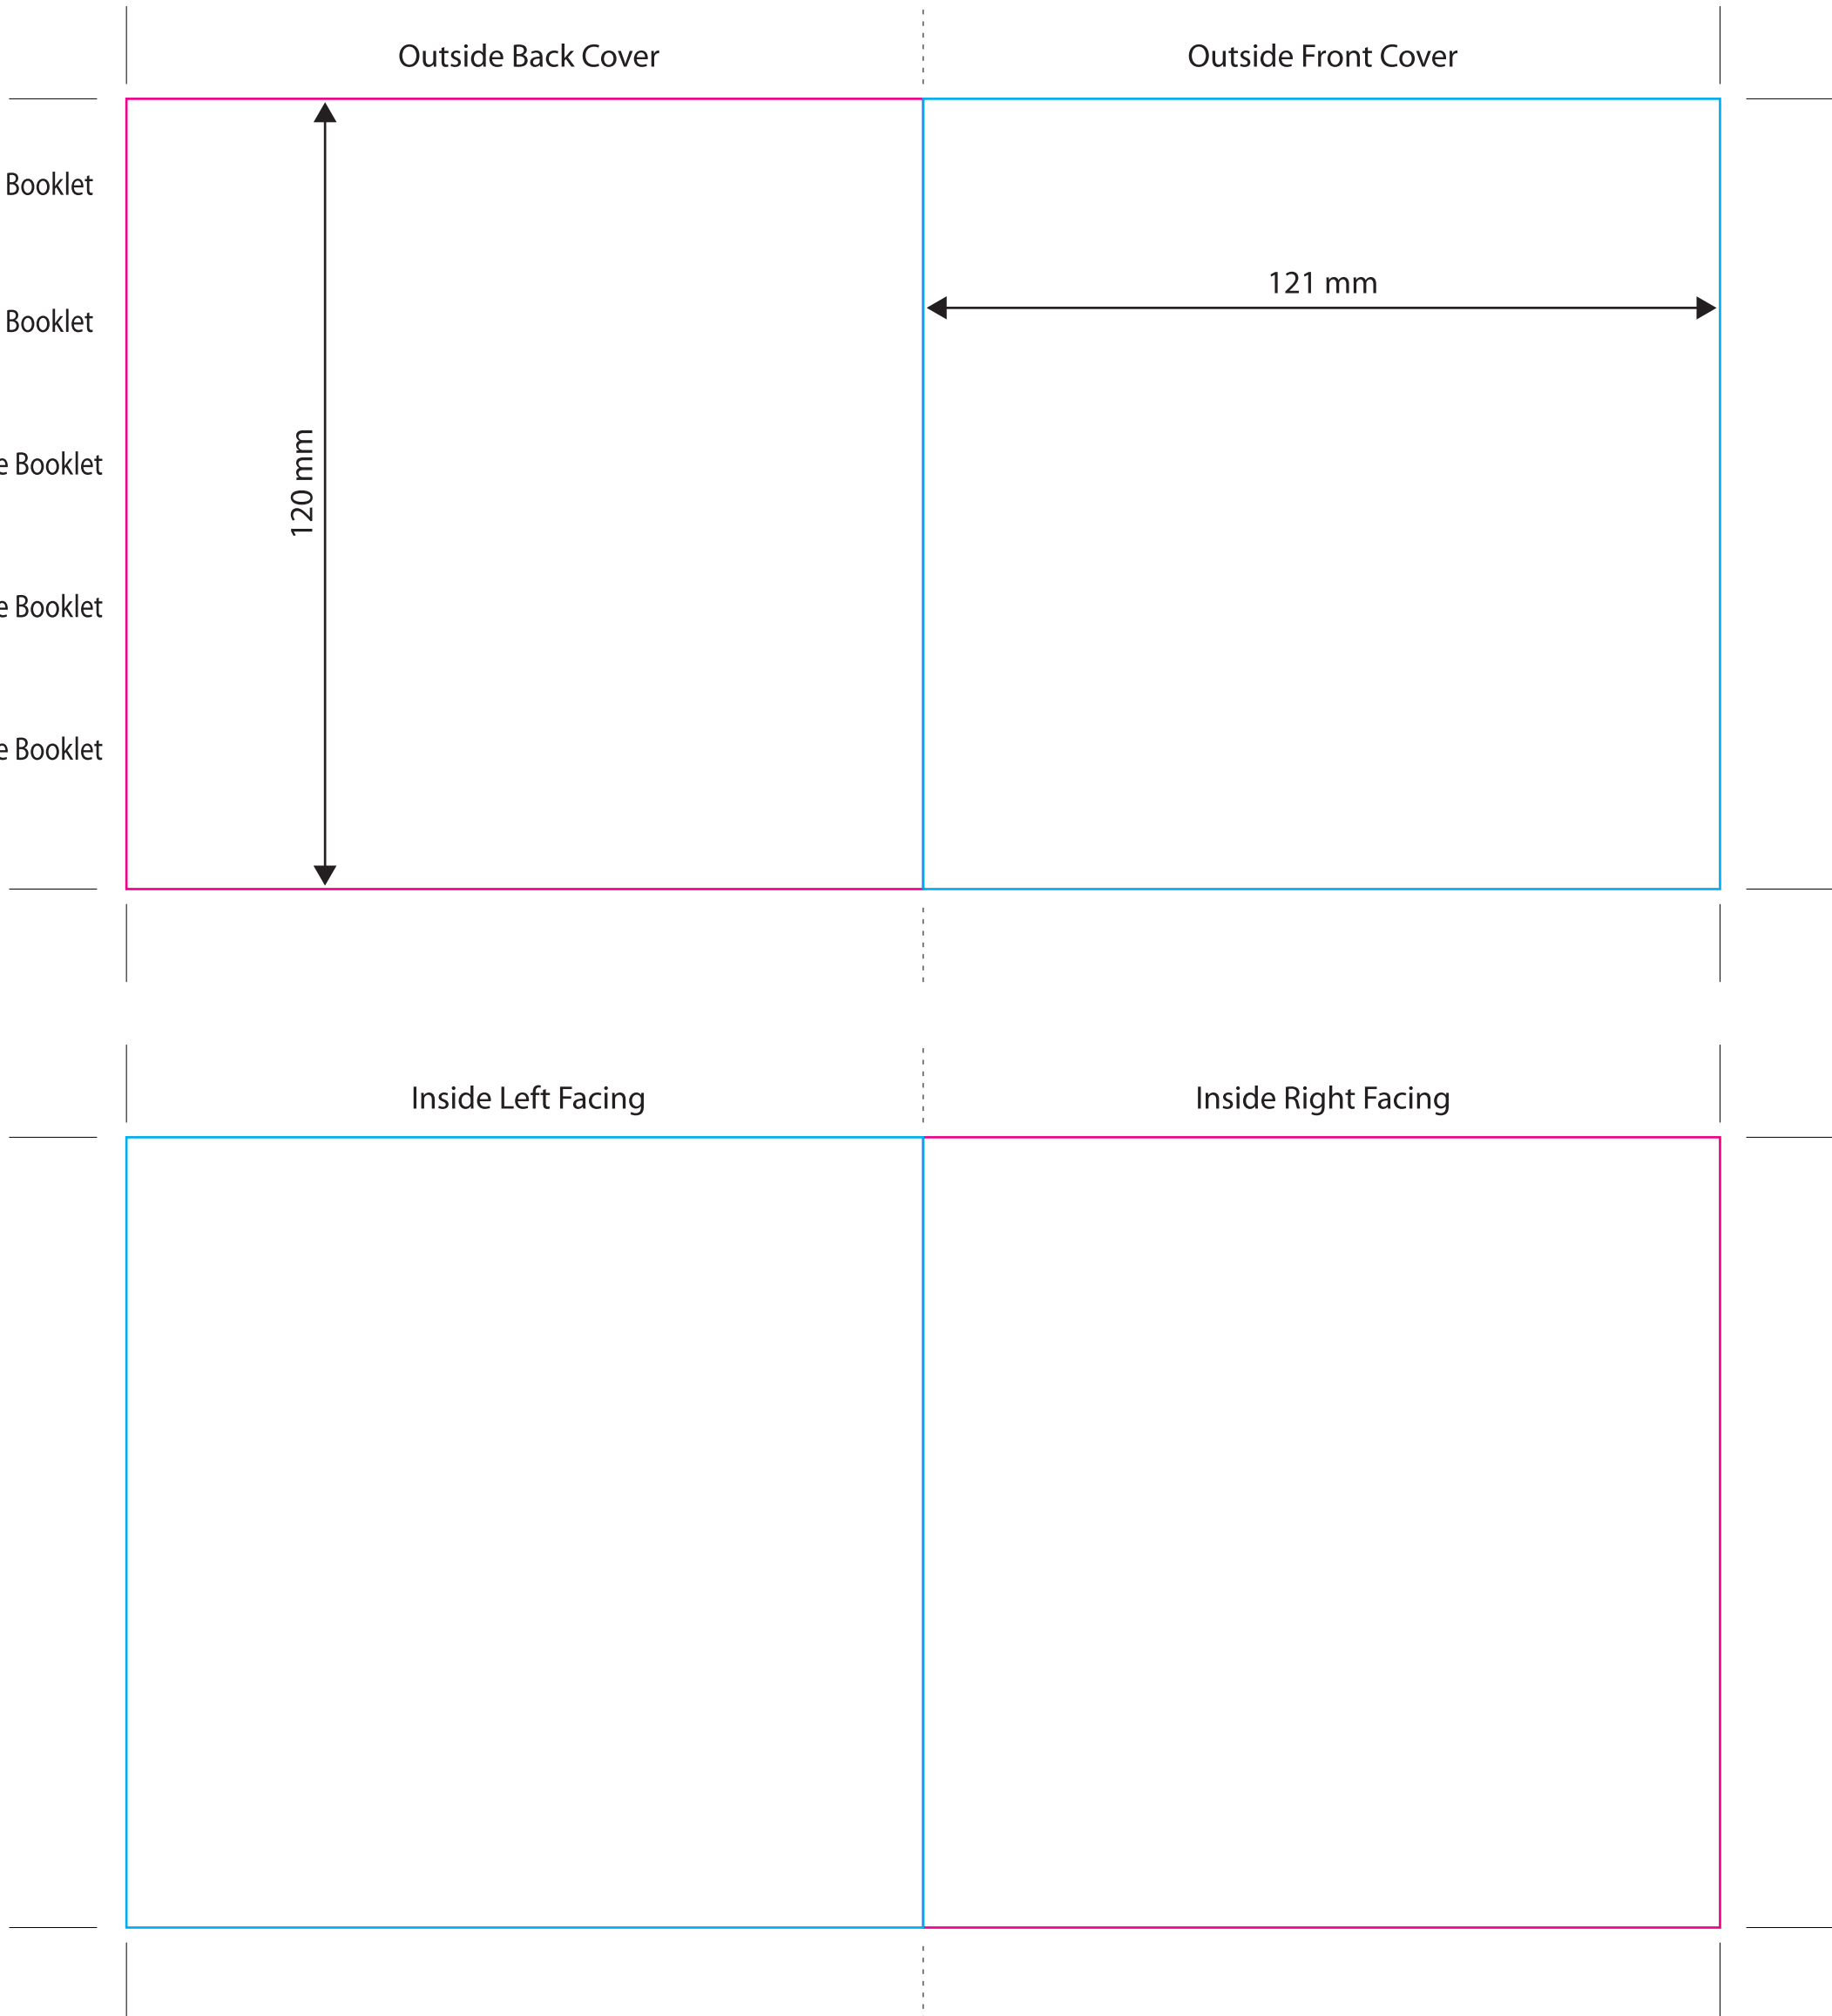 Outside Back Cover
Outside Front Cover
Booklet
121 mm
Booklet
120 mm
e Booklet
e Booklet
e Booklet
Inside Left Facing
Inside Right Facing